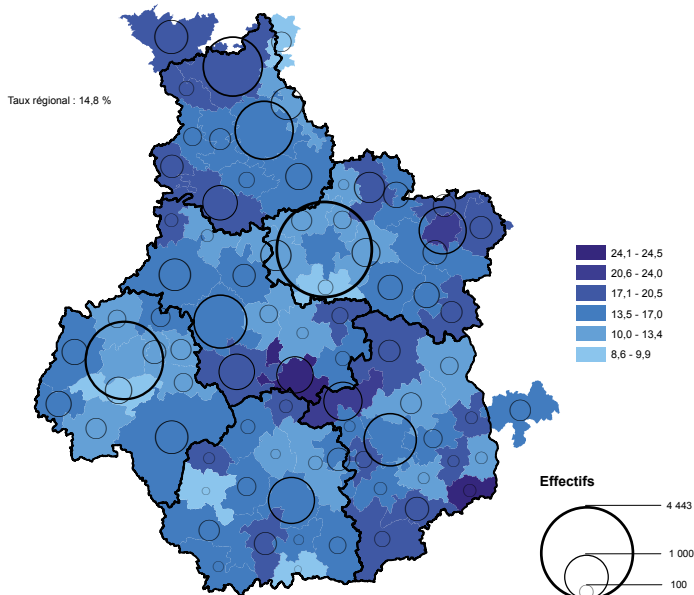 Taux régional : 14,8 %
24,1 - 24,5
20,6 - 24,0
17,1 - 20,5
13,5 - 17,0
10,0 - 13,4
8,6 - 9,9
Effectifs
4 443
1 000
100